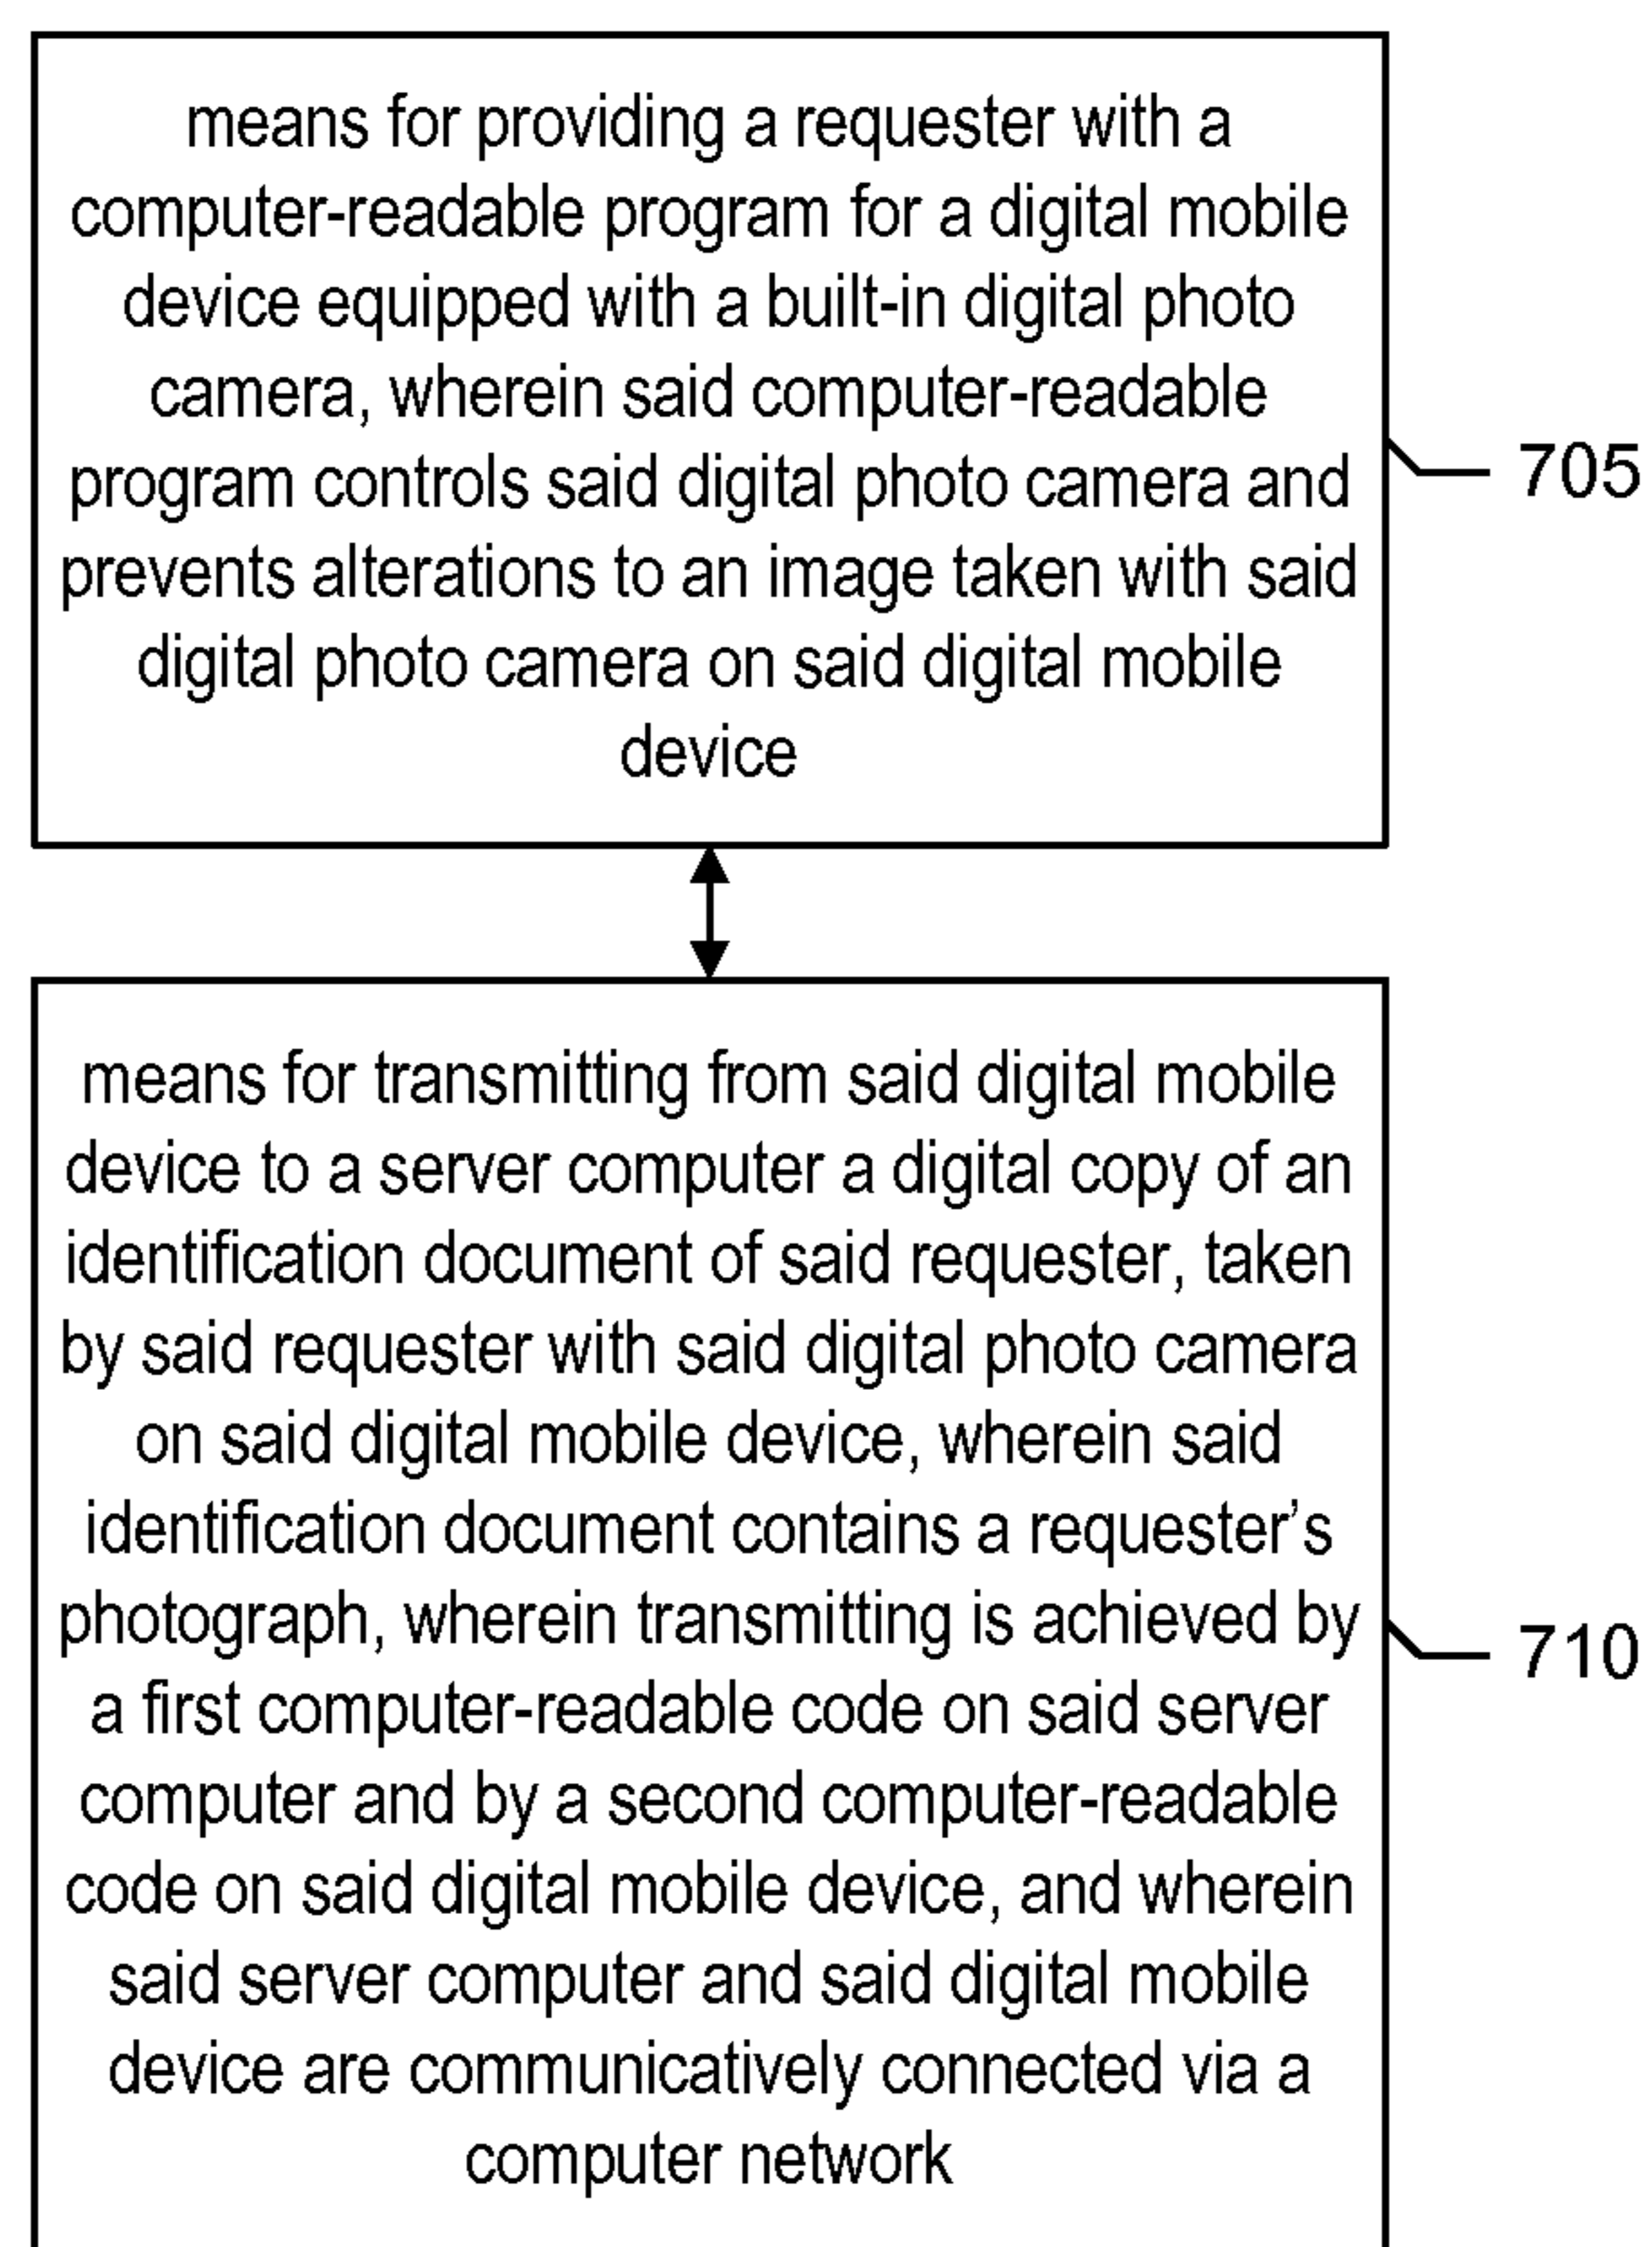 means for providing a requester with a
computer-readable program for a digital mobile
device equipped with a built-in digital photo
camera, wherein said computer-readable
program controls said digital photo camera and
prevents alterations to an image taken with said
digital photo camera on said digital mobile
device
705
means for transmitting from said digital mobile
device to a server computer a digital copy of an
identification document of said requester, taken
by said requester with said digital photo camera
on said digital mobile device, wherein said
identification document contains a requester's
photograph, wherein transmitting is achieved by
a first computer-readable code on said server
computer and by a second computer-readable
code on said digital mobile device, and wherein
said server computer and said digital mobile
device are communicatively connected via a
computer network
710